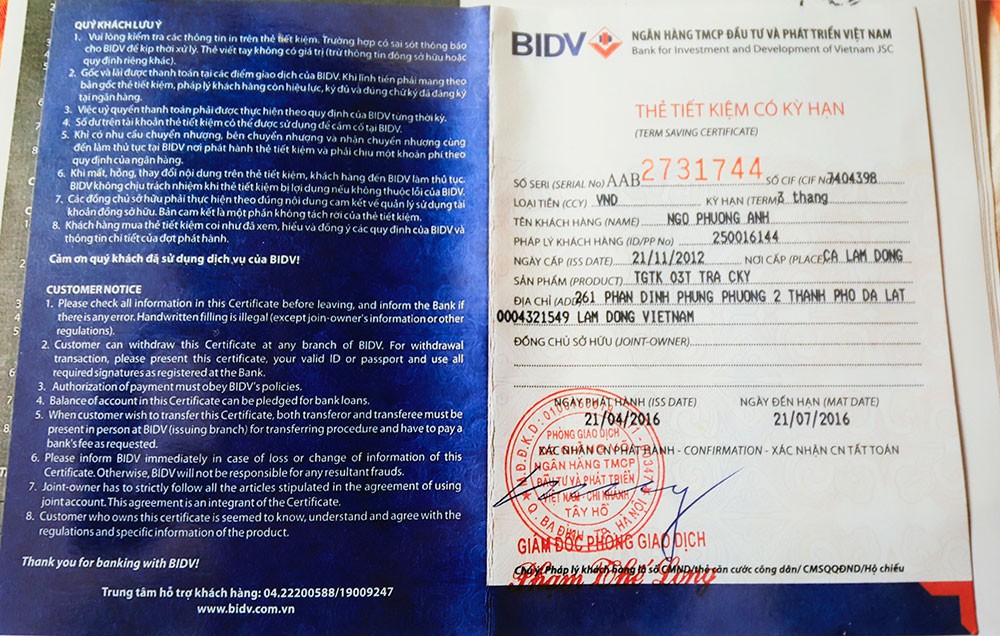 QUÝ KHÁCH LƯU Ý
1. Vui lòng kiểm tra các thông tin in trên thẻ tiết kiệm. Trường hợp có sai sót thông báo
cho BIDV để kịp thời xử lý. Thẻ viết tay không có giá trị (trừ thông tin đồng sở hữu hoặc
quy định riêng khác).
2. Gốc và lãi được thanh toán tại các điểm giao dịch của BIDV. Khi lĩnh tiền phải mang theo
bản gốc thẻ tiết kiệm, pháp lý khách hàng còn hiệu lực, ký đủ và đúng chữ ký đã đăng ký
tại ngân hàng.
3. Việc uỷ quyền thanh toán phải được thực hiện theo quy định của BIDV từng thời kỳ.
4. Số dư trên tài khoản thẻ tiết kiệm có thể được sử dụng để cầm cố tại BIDV.
5. Khi có nhu cầu chuyển nhượng, bên chuyển nhượng và nhận chuyển nhượng cùng
đến làm thủ tục tại BIDV nơi phát hành thẻ tiết kiệm và phải chịu một khoản phí theo
quy định của ngân hàng.
6. Khi mất, hỏng, thay đổi nội dung trên thẻ tiết kiệm, khách hàng đến BIDV làm thủ tục.
BIDV không chịu trách nhiệm khi thẻ tiết kiệm bị lợi dụng nếu không thuộc lỗi của BIDV.
7. Các đồng chủ sở hữu phải thực hiện theo đúng nội dung cam kết về quản lý sử dụng tài
khoản đồng sở hữu. Bản cam kết là một phần không tách rời của thẻ tiết kiệm.
8. Khách hàng mua thẻ tiết kiệm coi như đã xem, hiểu và đồng ý các quy định của BIDV và
thông tin chi tiết của đợt phát hành.
Cảm ơn quý khách đã sử dụng dịch vụ của BIDV!
CUSTOMER NOTICE
1. Please check all information in this Certificate before leaving, and inform the Bank if
there is any error. Handwritten filling is illegal (except join-owner's information or other
regulations).
2. Customer can withdraw this Certificate at any branch of BIDV. For withdrawal
transaction, please present this certificate, your valid ID or passport and use all
required signatures as registered at the Bank.
3. Authorization of payment must obey BIDV's policies.
4. Balance of account in this Certificate can be pledged for bank loans.
5. When customer wish to transfer this Certificate, both transferor and transferee must be
present in person at BIDV (issuing branch) for transferring procedure and have to pay a
bank's fee as requested.
6. Please inform BIDV immediately in case of loss or change of information of this
Certificate. Otherwise, BIDV will not be responsible for any resultant frauds.
7. Joint-owner has to strictly follow all the articles stipulated in the agreement of using
joint account. This agreement is an integrant of the Certificate.
8. Customer who owns this certificate is seemed to know, understand and agree with the
regulations and specific information of the product.
Thank you for banking with BIDV!
Trung tâm hỗ trợ khách hàng: 04.22200588/19009247
www.bidv.com.vn
BIDV
NGÂN HÀNG TMCP ĐẦU TƯ VÀ PHÁT TRIỂN VIỆT NAM
Bank for Investment and Development of Vietnam JSC
THẺ TIẾT KIỆM CÓ KỲ HẠN
(TERM SAVING CERTIFICATE)
SỐ SERI (SERIAL No) AAB 2731744 SỐ CIF (CIF No) 7404398
LOẠI TIỀN (CCY) VND KỲ HẠN (TERM) 3 thang
TÊN KHÁCH HÀNG (NAME) NGO PHUONG ANH
PHÁP LÝ KHÁCH HÀNG (ID/PP No) 250016144
NGÀY CẤP (ISS DATE) 21/11/2012 NƠI CẤP (PLACE) CA LAM DONG
SẢN PHẨM (PRODUCT) TGTK 03T TRA CKY
ĐỊA CHỈ (ADD) 261 PHAN DINH PHUNG PHUONG 2 THANH PHO DA LAT
0004321549 LAM DONG VIETNAM
ĐỒNG CHỦ SỞ HỮU (JOINT-OWNER)
NGÀY PHÁT HÀNH (ISS DATE) NGÀY ĐẾN HẠN (MAT DATE)
21/04/2016 21/07/2016
XÁC NHẬN CN PHÁT HÀNH - CONFIRMATION - XÁC NHẬN CN TẤT TOÁN
PHÒNG GIAO DỊCH
NGÂN HÀNG TMCP
ĐẦU TƯ VÀ PHÁT TRIỂN
VIỆT NAM - CHI NHÁNH
TÂY HỒ
Q. BA ĐÌNH - TP. HÀ NỘI
GIÁM ĐỐC PHÒNG GIAO DỊCH
Chú ý: Pháp lý khách hàng là số CMND/thẻ căn cước công dân/ CMSQQĐND/Hộ chiếu
Phạm Thế Long